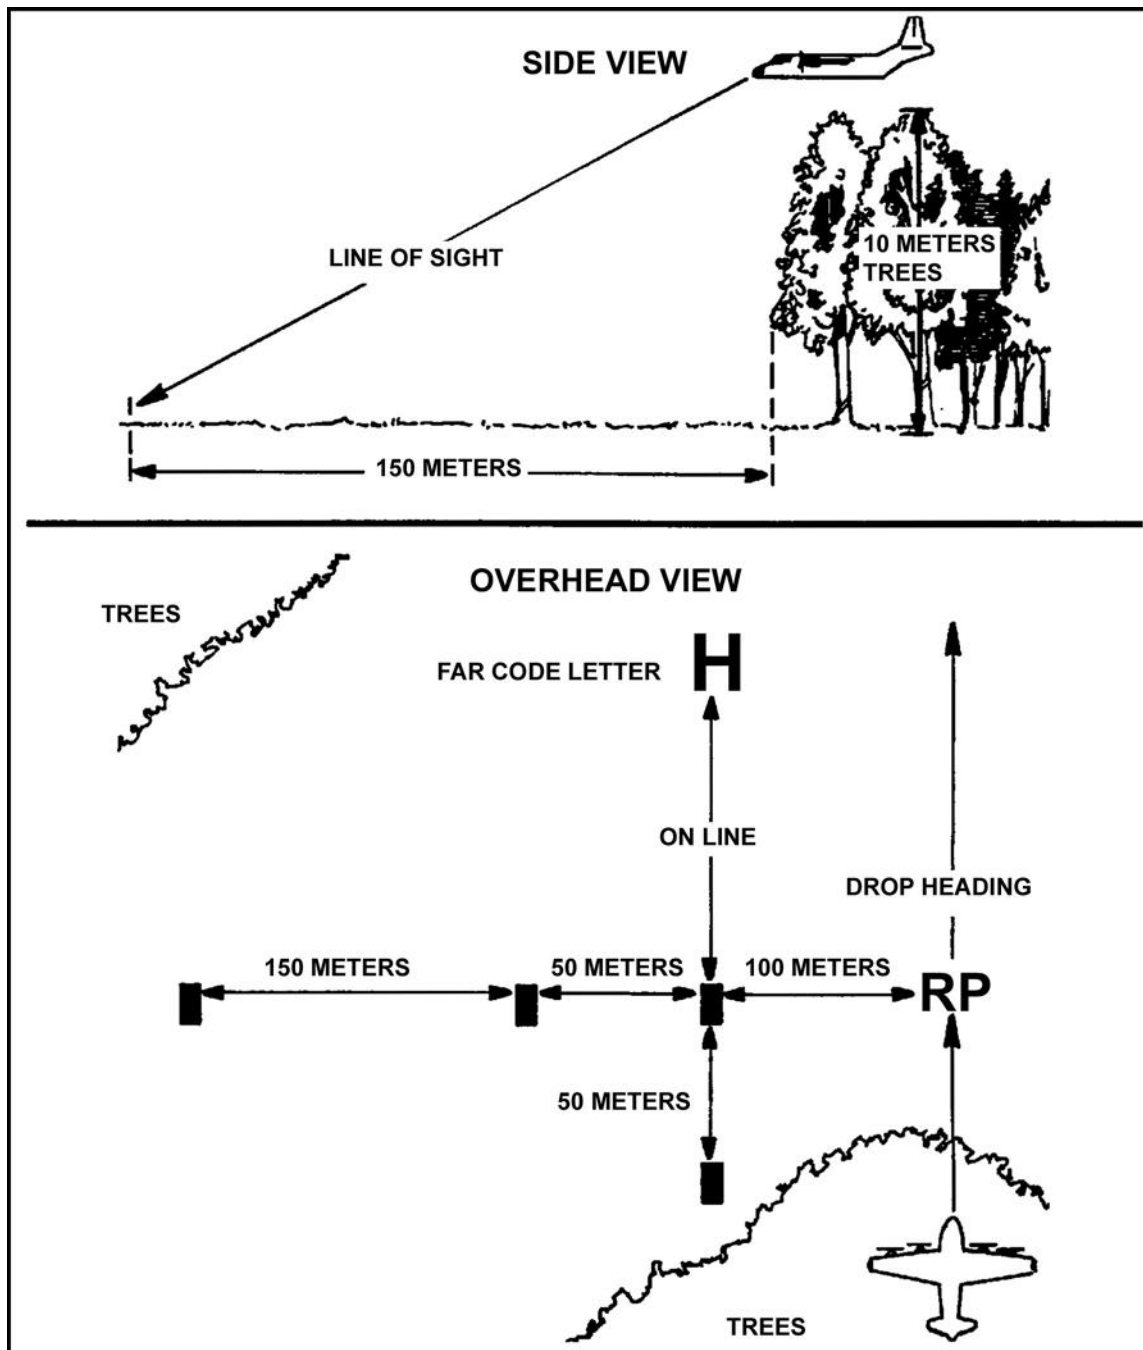 SIDE VIEW
LINE OF SIGHT
10 METERS
TREES
150 METERS
OVERHEAD VIEW
TREES
H
FAR CODE LETTER
ON LINE
DROP HEADING
150 METERS
50 METERS
100 METERS
RP
50 METERS
TREES